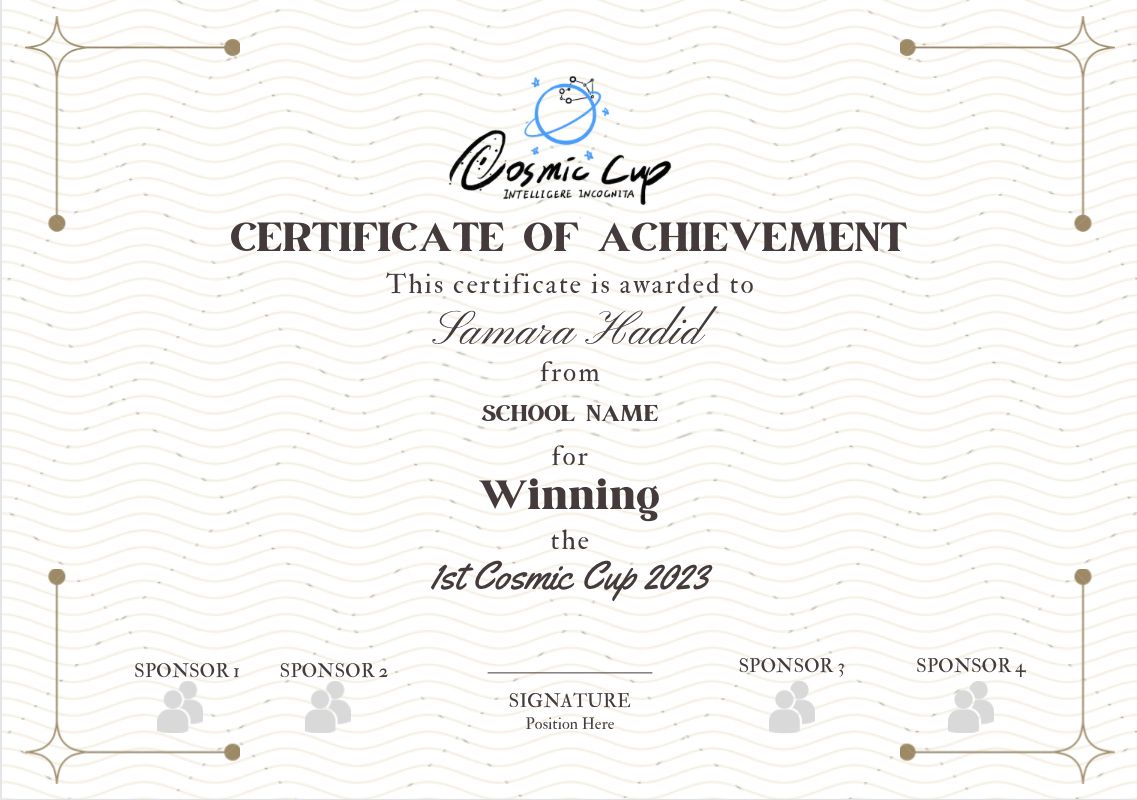 Cosmic Cup
INTELLIGERE INCOGNITA
CERTIFICATE OF ACHIEVEMENT
This certificate is awarded to
Samara Hadid
from
SCHOOL NAME
for
Winning
the
1st Cosmic Cup 2023
SPONSOR 1
SPONSOR 2
SIGNATURE
Position Here
SPONSOR 3
SPONSOR 4